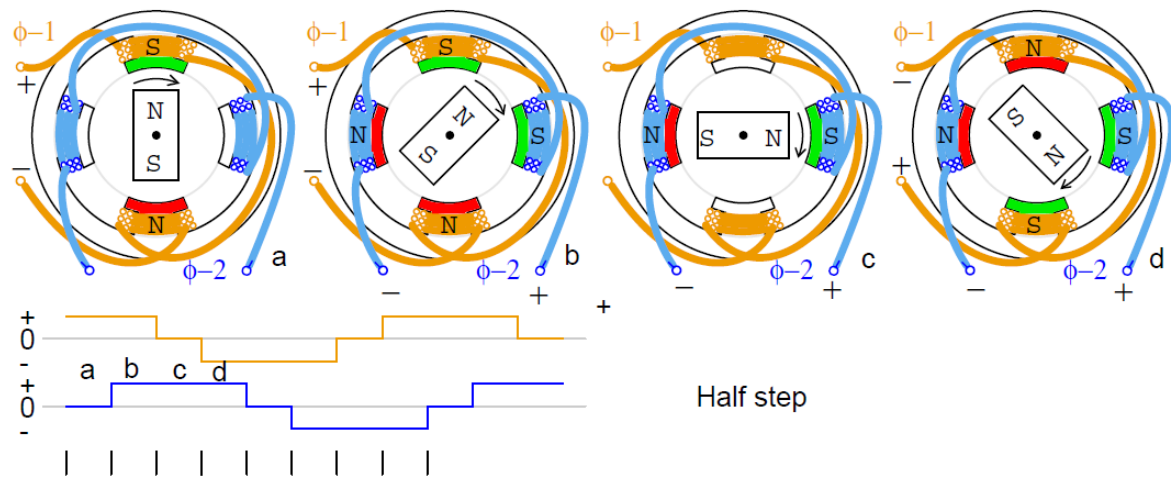 ϕ−1 ϕ−1 ϕ−1 ϕ−1
S S N
+ + −
N N S N S N S
N S N S
S S N N
− − +
N N S
a b c d
ϕ−2 ϕ−2 ϕ−2 ϕ−2
− + − + − +
+
+
0
- a b c d
+
0 Half step
-